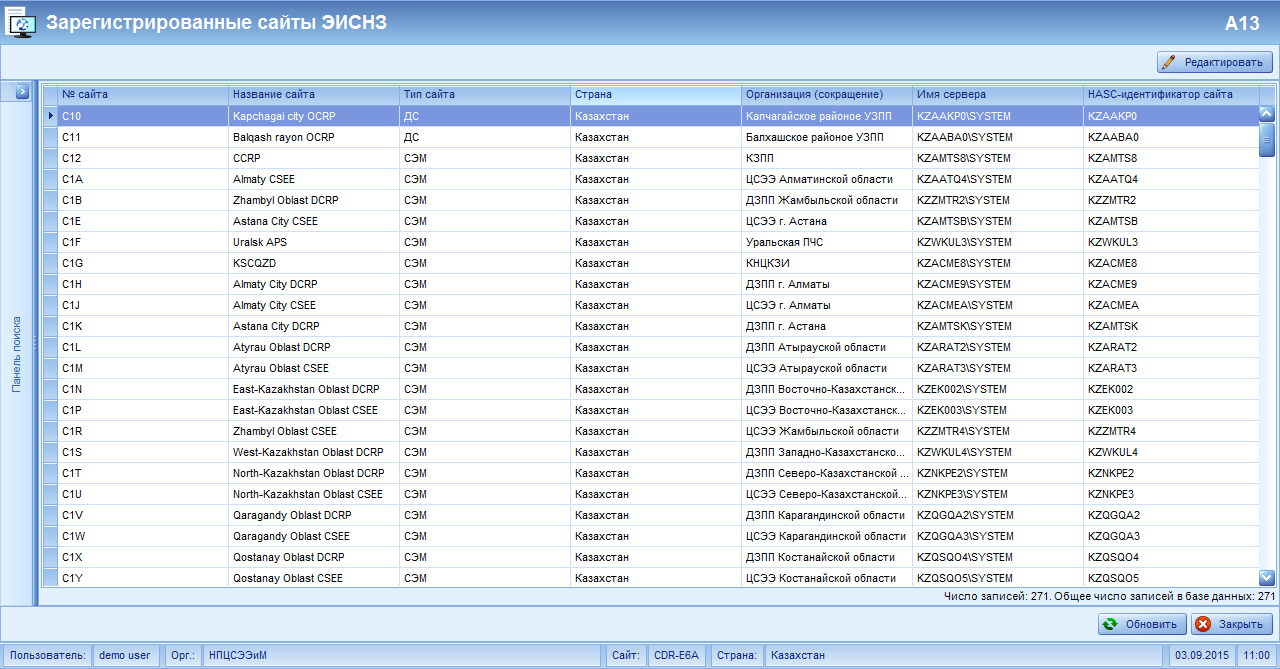 Зарегистрированные сайты ЭИСНЗ A13
Редактировать
№ сайта Название сайта Тип сайта Страна Организация (сокращение) Имя сервера HASC-идентификатор сайта
C10 Kapchagai city OCRP ДС Казахстан Капчагайское районое УЗПП KZAAKP0\SYSTEM KZAAKP0
C11 Balqash rayon OCRP ДС Казахстан Балхашское районое УЗПП KZAABA0\SYSTEM KZAABA0
C12 CCRP СЭМ Казахстан КЗПП KZAMTS8\SYSTEM KZAMTS8
C1A Almaty CSEE СЭМ Казахстан ЦСЭЭ Алматинской области KZAATQ4\SYSTEM KZAATQ4
C1B Zhambyl Oblast DCRP СЭМ Казахстан ДЗПП Жамбыльской области KZZMTR2\SYSTEM KZZMTR2
C1E Astana City CSEE СЭМ Казахстан ЦСЭЭ г. Астана KZAMTSB\SYSTEM KZAMTSB
C1F Uralsk APS СЭМ Казахстан Уральская ПЧС KZWKUL3\SYSTEM KZWKUL3
C1G KSCQZD СЭМ Казахстан КНЦКЗИ KZACME8\SYSTEM KZACME8
C1H Almaty City DCRP СЭМ Казахстан ДЗПП г. Алматы KZACME9\SYSTEM KZACME9
C1J Almaty City CSEE СЭМ Казахстан ЦСЭЭ г. Алматы KZACMEA\SYSTEM KZACMEA
C1K Astana City DCRP СЭМ Казахстан ДЗПП г. Астана KZAMTSK\SYSTEM KZAMTSK
C1L Atyrau Oblast DCRP СЭМ Казахстан ДЗПП Атырауской области KZARAT2\SYSTEM KZARAT2
C1M Atyrau Oblast CSEE СЭМ Казахстан ЦСЭЭ Атырауской области KZARAT3\SYSTEM KZARAT3
C1N East-Kazakhstan Oblast DCRP СЭМ Казахстан ДЗПП Восточно-Казахстанск... KZEK002\SYSTEM KZEK002
C1P East-Kazakhstan Oblast CSEE СЭМ Казахстан ЦСЭЭ Восточно-Казахстанск... KZEK003\SYSTEM KZEK003
C1R Zhambyl Oblast CSEE СЭМ Казахстан ЦСЭЭ Жамбыльской области KZZMTR4\SYSTEM KZZMTR4
C1S West-Kazakhstan Oblast DCRP СЭМ Казахстан ДЗПП Западно-Казахстанско... KZWKUL4\SYSTEM KZWKUL4
C1T North-Kazakhstan Oblast DCRP СЭМ Казахстан ДЗПП Северо-Казахстанской ... KZNKPE2\SYSTEM KZNKPE2
C1U North-Kazakhstan Oblast CSEE СЭМ Казахстан ЦСЭЭ Северо-Казахстанской... KZNKPE3\SYSTEM KZNKPE3
C1V Qaragandy Oblast DCRP СЭМ Казахстан ДЗПП Карагандинской области KZQGQA2\SYSTEM KZQGQA2
C1W Qaragandy Oblast CSEE СЭМ Казахстан ЦСЭЭ Карагандинской области KZQGQA3\SYSTEM KZQGQA3
C1X Qostanay Oblast DCRP СЭМ Казахстан ДЗПП Костанайской области KZQSQO4\SYSTEM KZQSQO4
C1Y Qostanay Oblast CSEE СЭМ Казахстан ЦСЭЭ Костанайской области KZQSQO5\SYSTEM KZQSQO5
Панель поиска
Число записей: 271. Общее число записей в базе данных: 271
Обновить Закрыть
Пользователь: demo user Орг.: НПЦСЭЭиМ Сайт: CDR-E6A Страна: Казахстан 03.09.2015 11:00